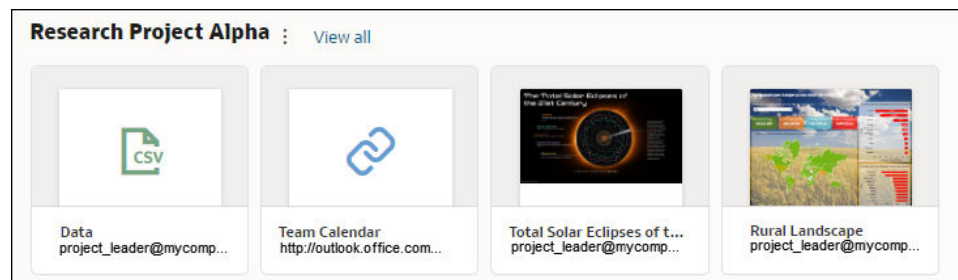 Research Project Alpha
View all
CSV
The Total Solar Eclipses of
the 21st Century
Data
project_leader@mycomp...
Team Calendar
http://outlook.office.com...
Total Solar Eclipses of t...
project_leader@mycomp...
Rural Landscape
project_leader@mycomp...